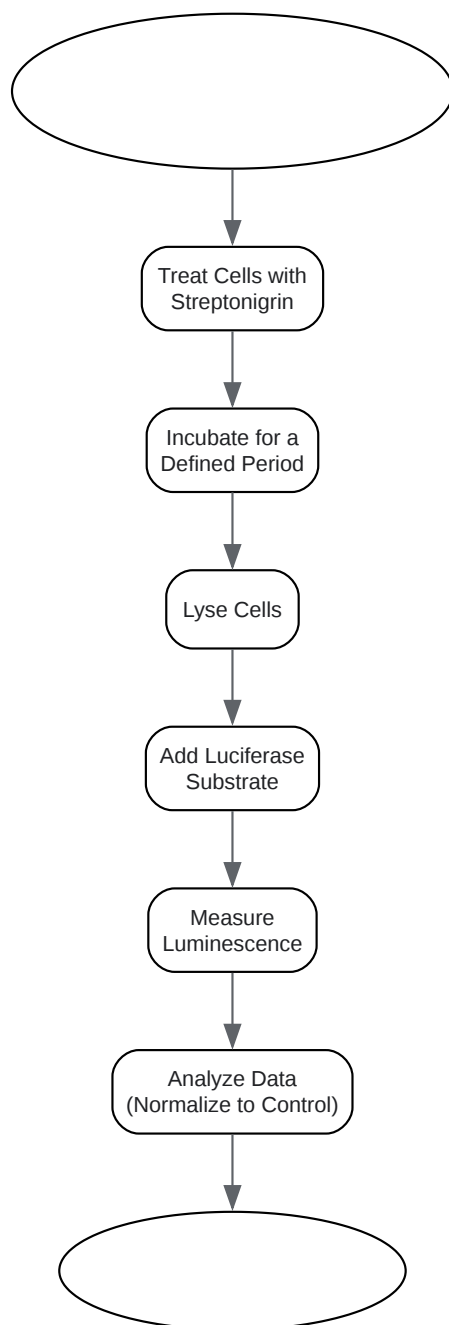 Treat Cells with
Streptonigrin
Incubate for a
Defined Period
Lyse Cells
Add Luciferase
Substrate
Measure
Luminescence
Analyze Data
(Normalize to Control)